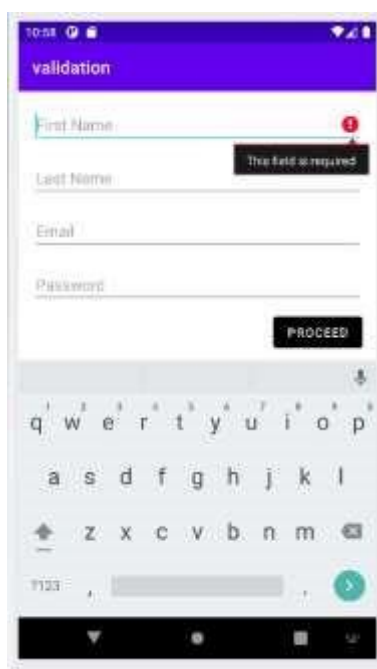 10:58
validation
First Name
This field is required
Last Name
Email
Password
PROCEED
q w e r t y u i o p
a s d f g h j k l
z x c v b n m
?123 , .